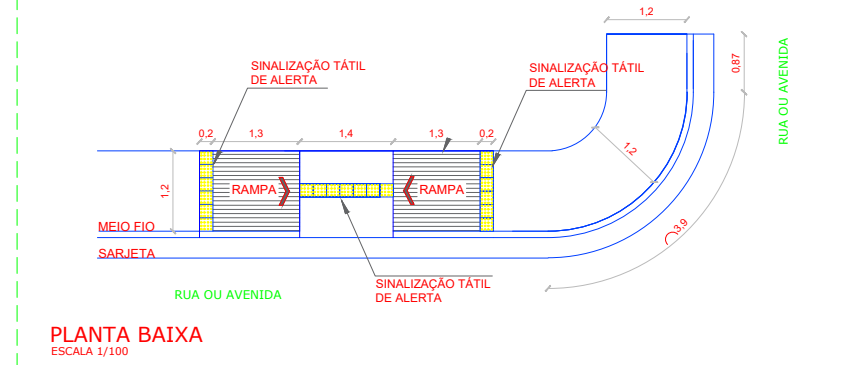 1,2
SINALIZAÇÃO TÁTIL
DE ALERTA
SINALIZAÇÃO TÁTIL
DE ALERTA
0,87
RUA OU AVENIDA
0,2
1,3
1,4
1,3
0,2
1,2
1,2
RAMPA
RAMPA
MEIO FIO
3,9
SARJETA
SINALIZAÇÃO TÁTIL
DE ALERTA
RUA OU AVENIDA
PLANTA BAIXA
ESCALA 1/100